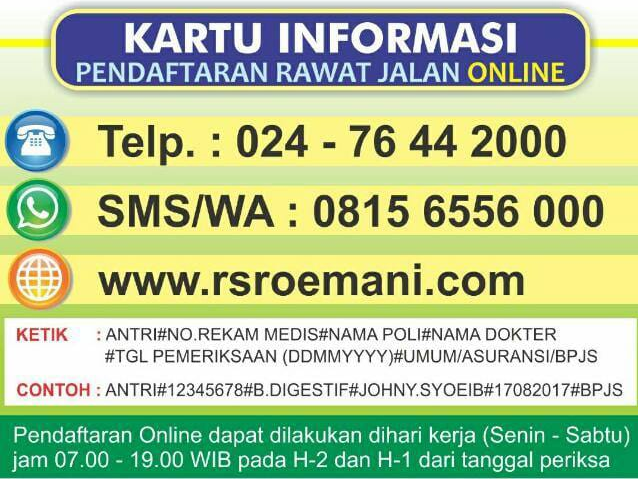 KARTU INFORMASI
PENDAFTARAN RAWAT JALAN ONLINE
Telp. : 024 - 76 44 2000
SMS/WA : 0815 6556 000
www.rsroemani.com
KETIK : ANTRI#NO.REKAM MEDIS#NAMA POLI#NAMA DOKTER
#TGL PEMERIKSAAN (DDMMYYYY)#UMUM/ASURANSI/BPJS
CONTOH : ANTRI#12345678#B.DIGESTIF#JOHNY.SYOEIB#17082017#BPJS
Pendaftaran Online dapat dilakukan dihari kerja (Senin - Sabtu)
jam 07.00 - 19.00 WIB pada H-2 dan H-1 dari tanggal periksa